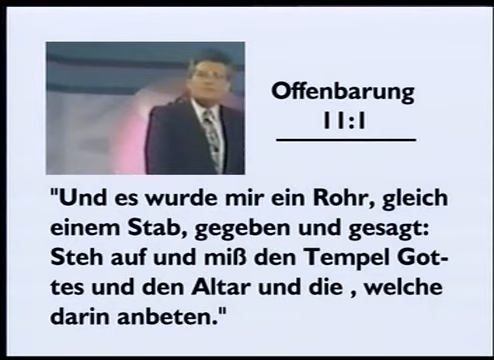 Offenbarung
11:1
"Und es wurde mir ein Rohr, gleich
einem Stab, gegeben und gesagt:
Steh auf und miß den Tempel Got-
tes und den Altar und die , welche
darin anbeten."